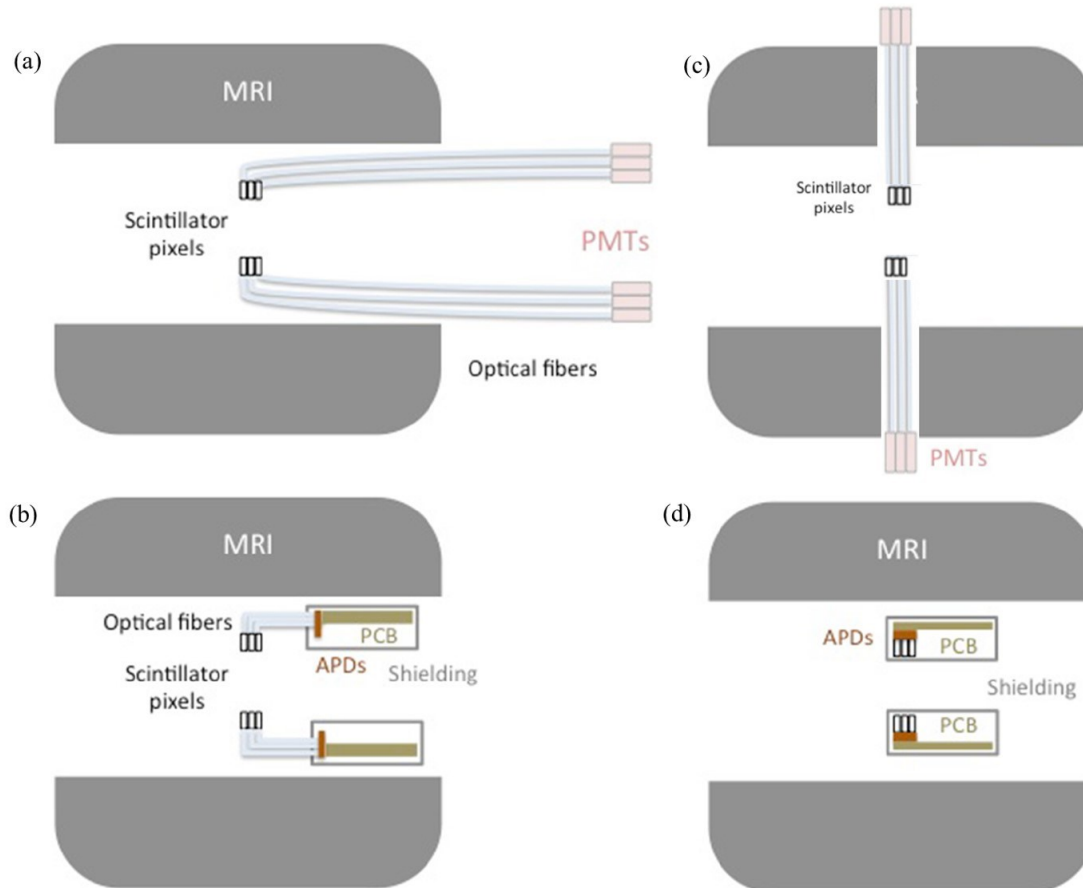 (a)
MRI
Scintillator
pixels
PMTs
Optical fibers
(c)
Scintillator
pixels
PMTs
(b)
MRI
Optical fibers
PCB
APDs
Shielding
Scintillator
pixels
(d)
MRI
APDs
PCB
Shielding
PCB